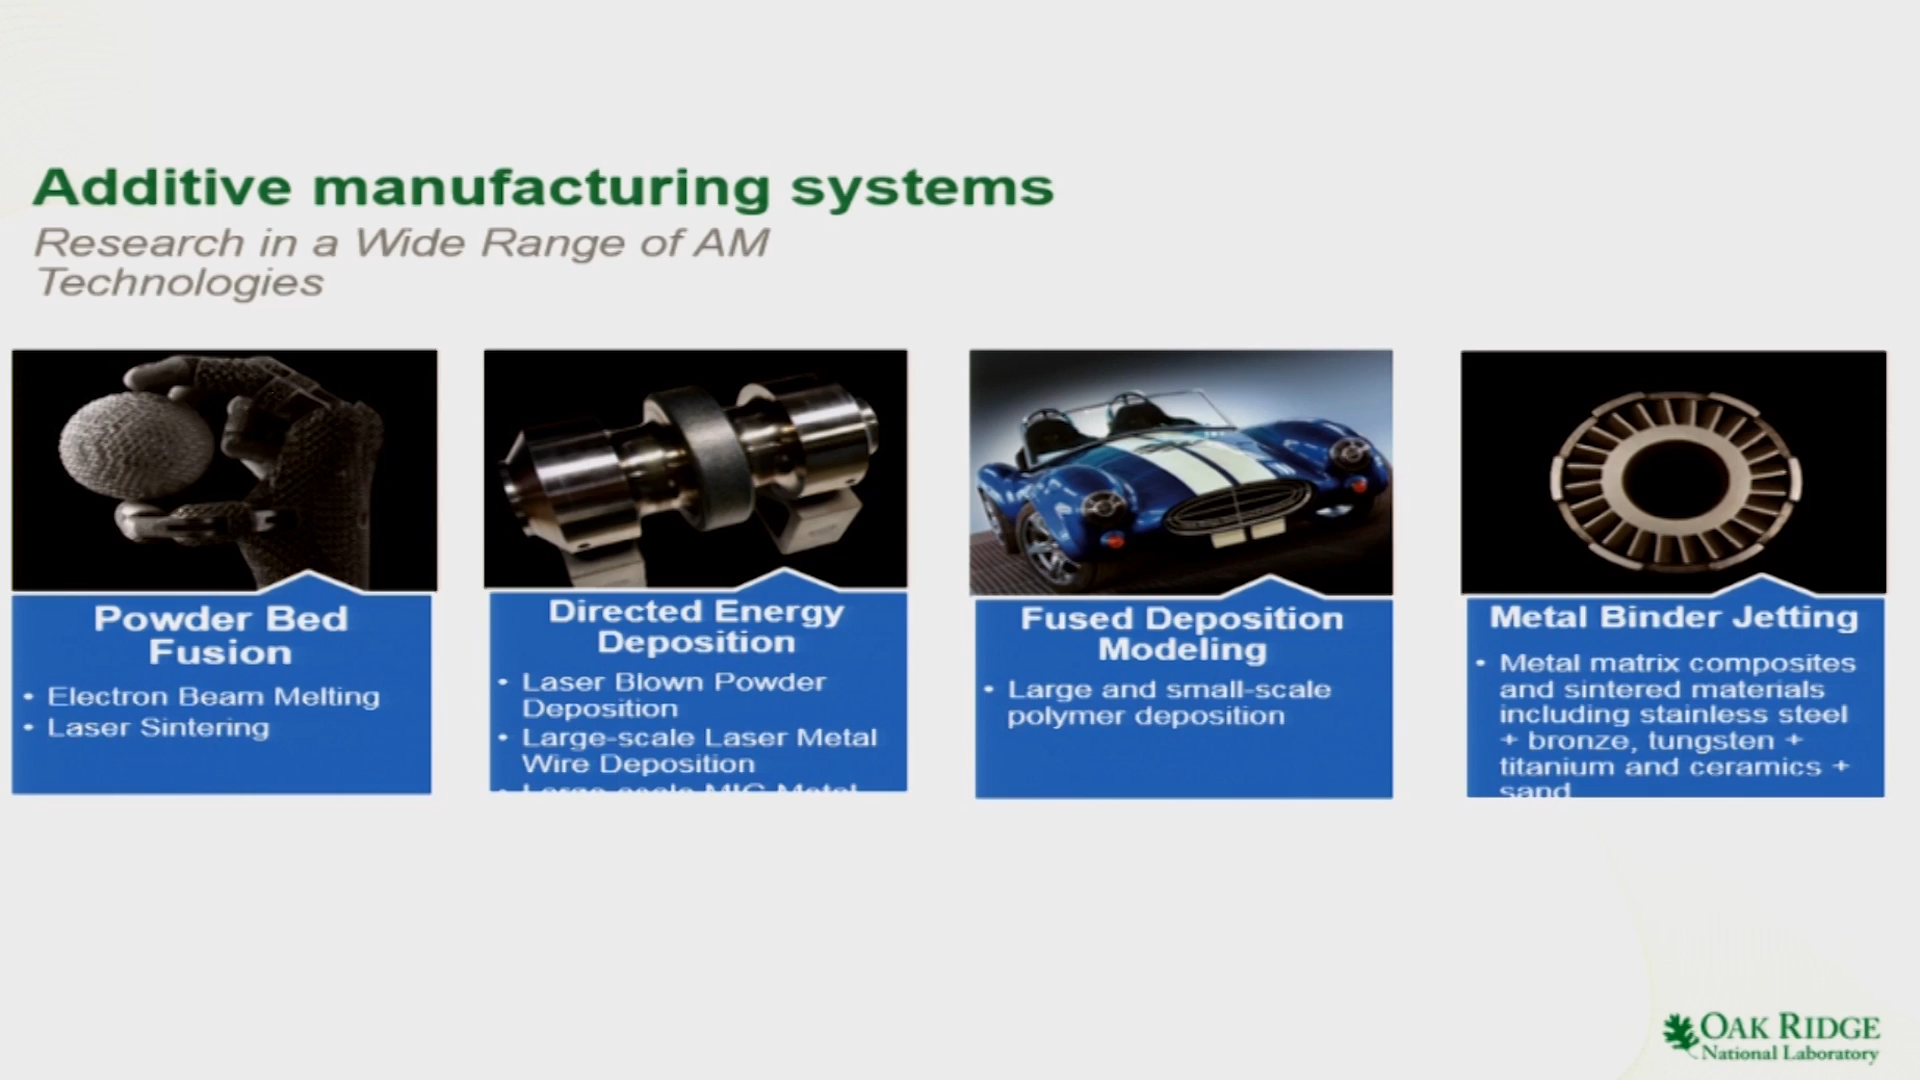 Additive manufacturing systems
Research in a Wide Range of AM
Technologies
Powder Bed
Fusion
• Electron Beam Melting
• Laser Sintering
Directed Energy
Deposition
• Laser Blown Powder
Deposition
• Large-scale Laser Metal
Wire Deposition
• Large-scale MIG Metal
Fused Deposition
Modeling
• Large and small-scale
polymer deposition
Metal Binder Jetting
• Metal matrix composites
and sintered materials
including stainless steel
+ bronze, tungsten +
titanium and ceramics +
sand
OAK RIDGE
National Laboratory